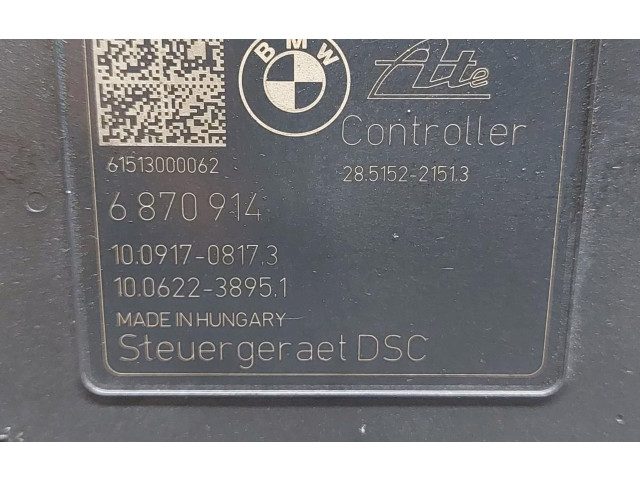 BMW Ate
Controller
61513000062 28.5152-2151.3
6 870 914
10.0917-0817.3
10.0622-3895.1
MADE IN HUNGARY
Steuergeraet DSC